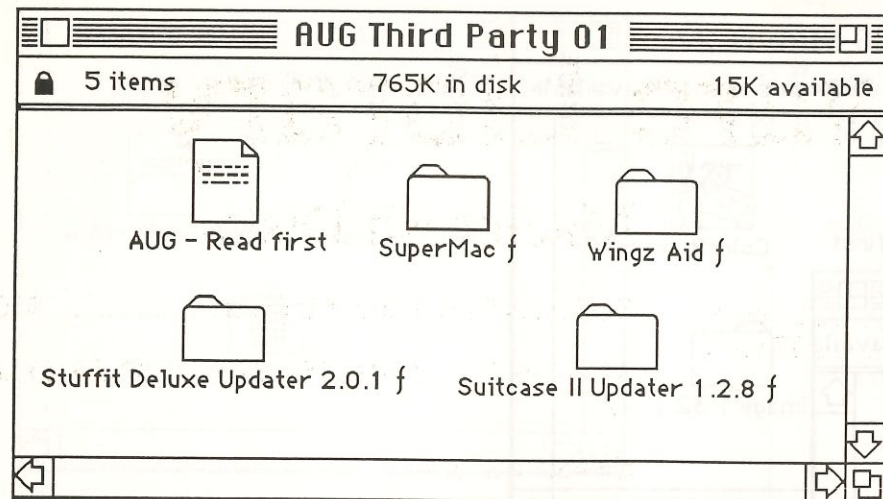 AUG Third Party 01
5 items 765K in disk 15K available
AUG - Read first
SuperMac ƒ
Wingz Aid ƒ
Stuffit Deluxe Updater 2.0.1 ƒ
Suitcase II Updater 1.2.8 ƒ